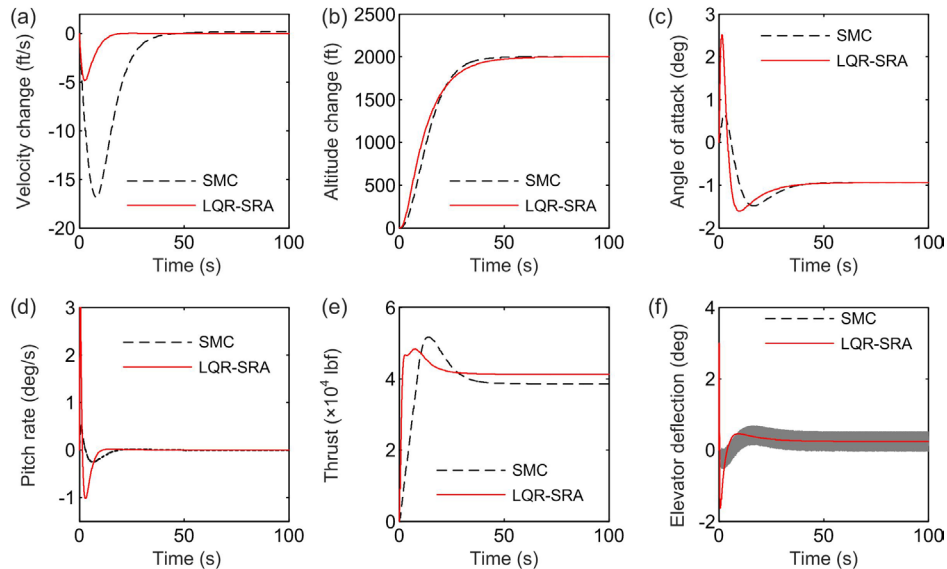 (a)
Velocity change (ft/s)
0
-5
-10
-15
-20
SMC
LQR-SRA
0
50
100
Time (s)
(b)
Altitude change (ft)
2500
2000
1500
1000
500
0
SMC
LQR-SRA
0
50
100
Time (s)
(c)
Angle of attack (deg)
3
2
1
0
-1
-2
SMC
LQR-SRA
0
50
100
Time (s)
(d)
Pitch rate (deg/s)
3
2
1
0
-1
SMC
LQR-SRA
0
50
100
Time (s)
(e)
Thrust (×10⁴ lbf)
6
4
2
0
SMC
LQR-SRA
0
50
100
Time (s)
(f)
Elevator deflection (deg)
4
2
0
-2
SMC
LQR-SRA
0
50
100
Time (s)